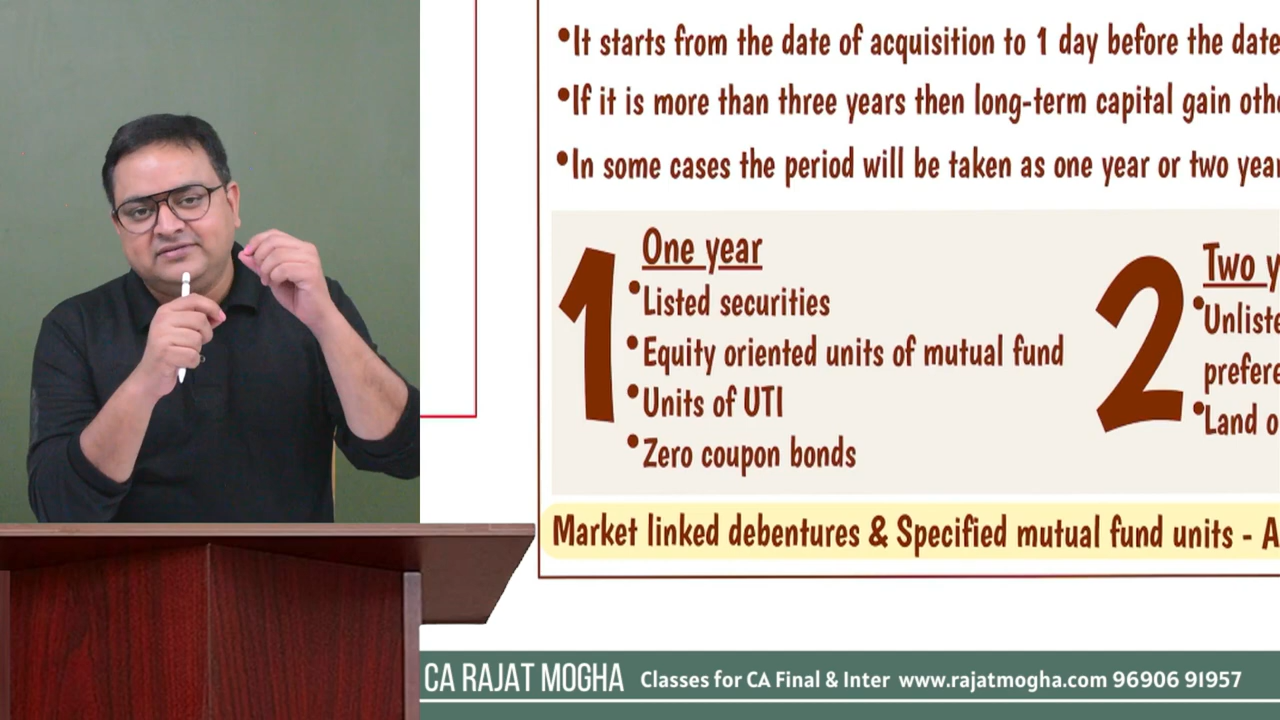 •It starts from the date of acquisition to 1 day before the date
•If it is more than three years then long-term capital gain
•In some cases the period will be taken as one year or two
1
One year
•Listed securities
•Equity oriented units of mutual fund
•Units of UTI
•Zero coupon bonds
2
Two
•
•Land
Market linked debentures & Specified mutual fund units -
CA RAJAT MOGHA Classes for CA Final & Inter www.rajatmogha.com 96906 91957